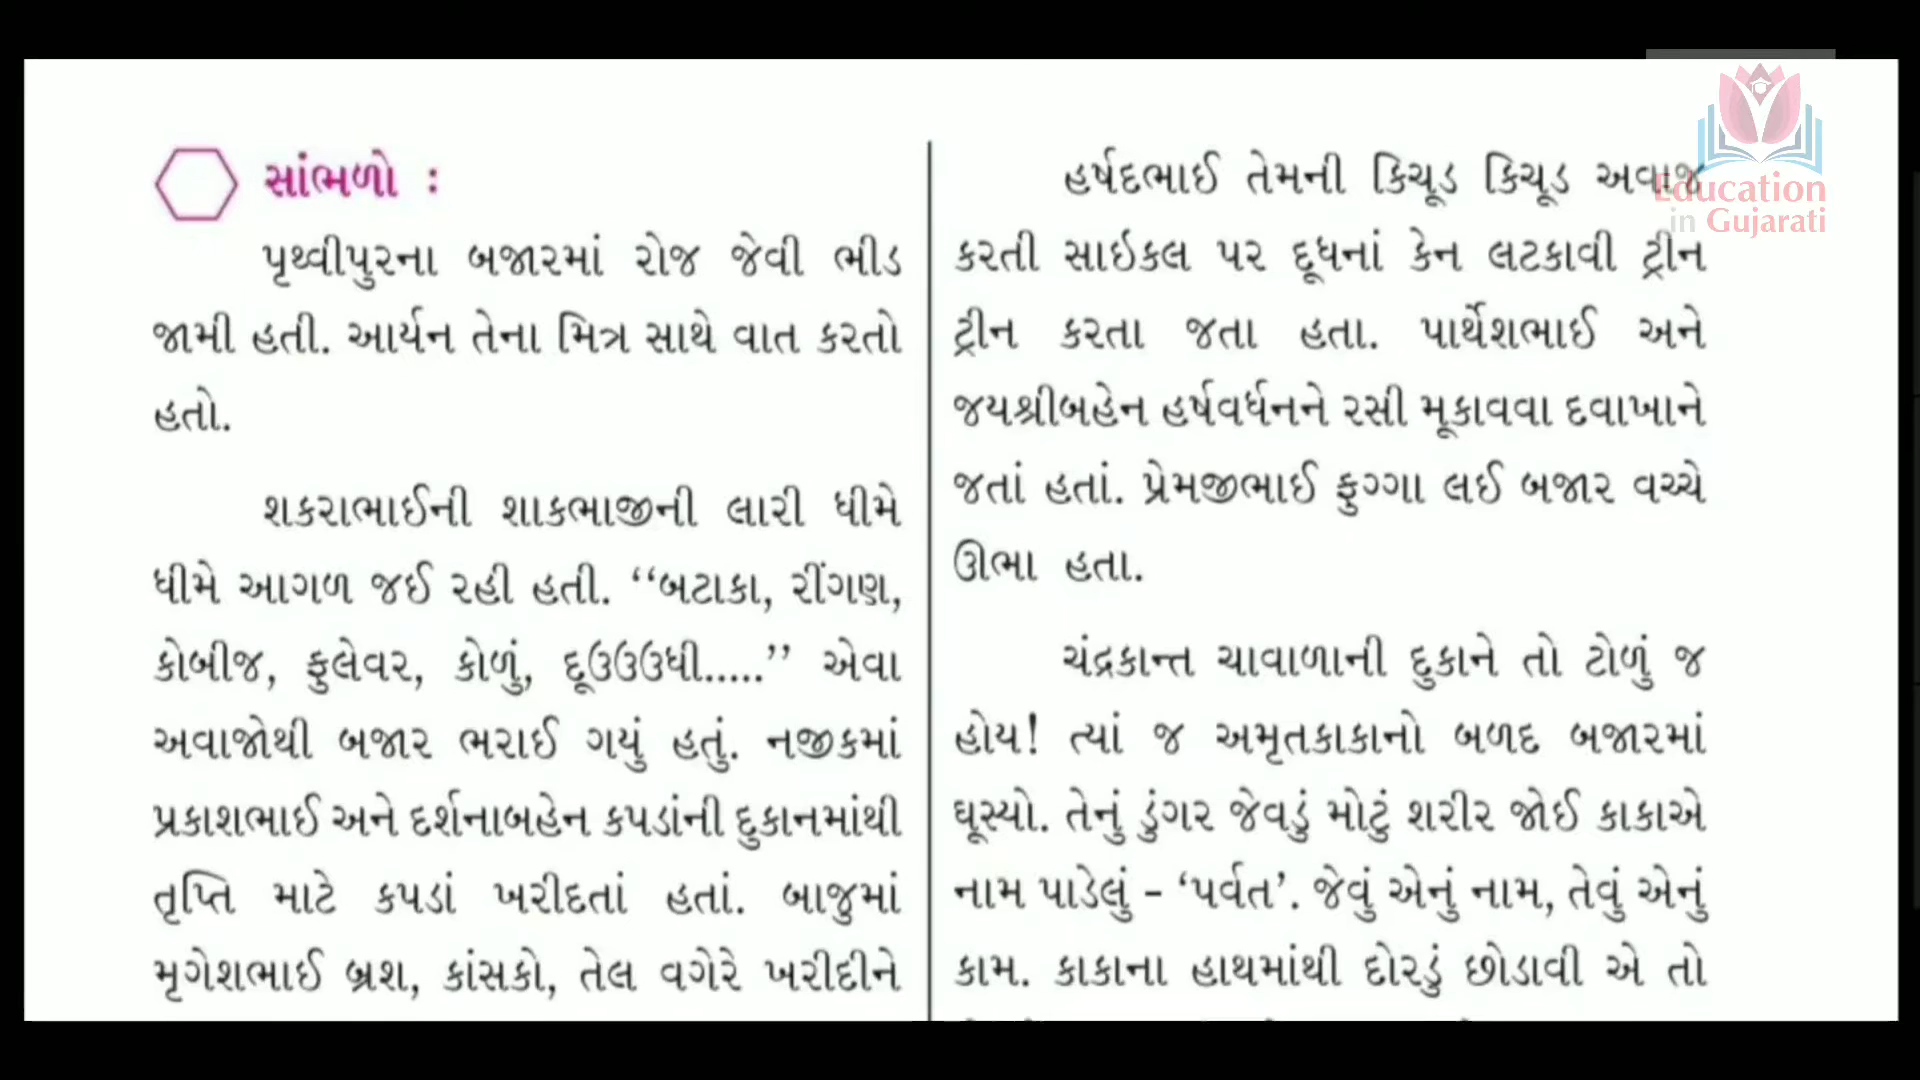 સાંભળો :
પૃથ્વીપુરના બજારમાં રોજ જેવી ભીડ
જામી હતી. આર્યન તેના મિત્ર સાથે વાત કરતો
હતો.
શકરાભાઈની શાકભાજીની લારી ધીમે
ધીમે આગળ જઈ રહી હતી. “બટાકા, રીંગણ,
કોબીજ, ફુલેવર, કોળું, દૂઉઉઉધી.....” એવા
અવાજોથી બજાર ભરાઈ ગયું હતું. નજીકમાં
પ્રકાશભાઈ અને દર્શનાબહેન કપડાંની દુકાનમાંથી
તૃપ્તિ માટે કપડાં ખરીદતાં હતાં. બાજુમાં
મૃગેશભાઈ બ્રશ, કાંસકો, તેલ વગેરે ખરીદીને
હર્ષદભાઈ તેમની કિચૂડ કિચૂડ અવાજ
કરતી સાઇકલ પર દૂધનાં કેન લટકાવી ટ્રીન
ટ્રીન કરતા જતા હતા. પાર્થેશભાઈ અને
જયશ્રીબહેન હર્ષવર્ધનને રસી મૂકાવવા દવાખાને
જતાં હતાં. પ્રેમજીભાઈ ફુગ્ગા લઈ બજાર વચ્ચે
ઊભા હતા.
ચંદ્રકાન્ત ચાવાળાની દુકાને તો ટોળું જ
હોય! ત્યાં જ અમૃતકાકાનો બળદ બજારમાં
ઘૂસ્યો. તેનું ડુંગર જેવડું મોટું શરીર જોઈ કાકાએ
નામ પાડેલું - ‘પર્વત’. જેવું એનું નામ, તેવું એનું
કામ. કાકાના હાથમાંથી દોરડું છોડાવી એ તો
Education
in Gujarati